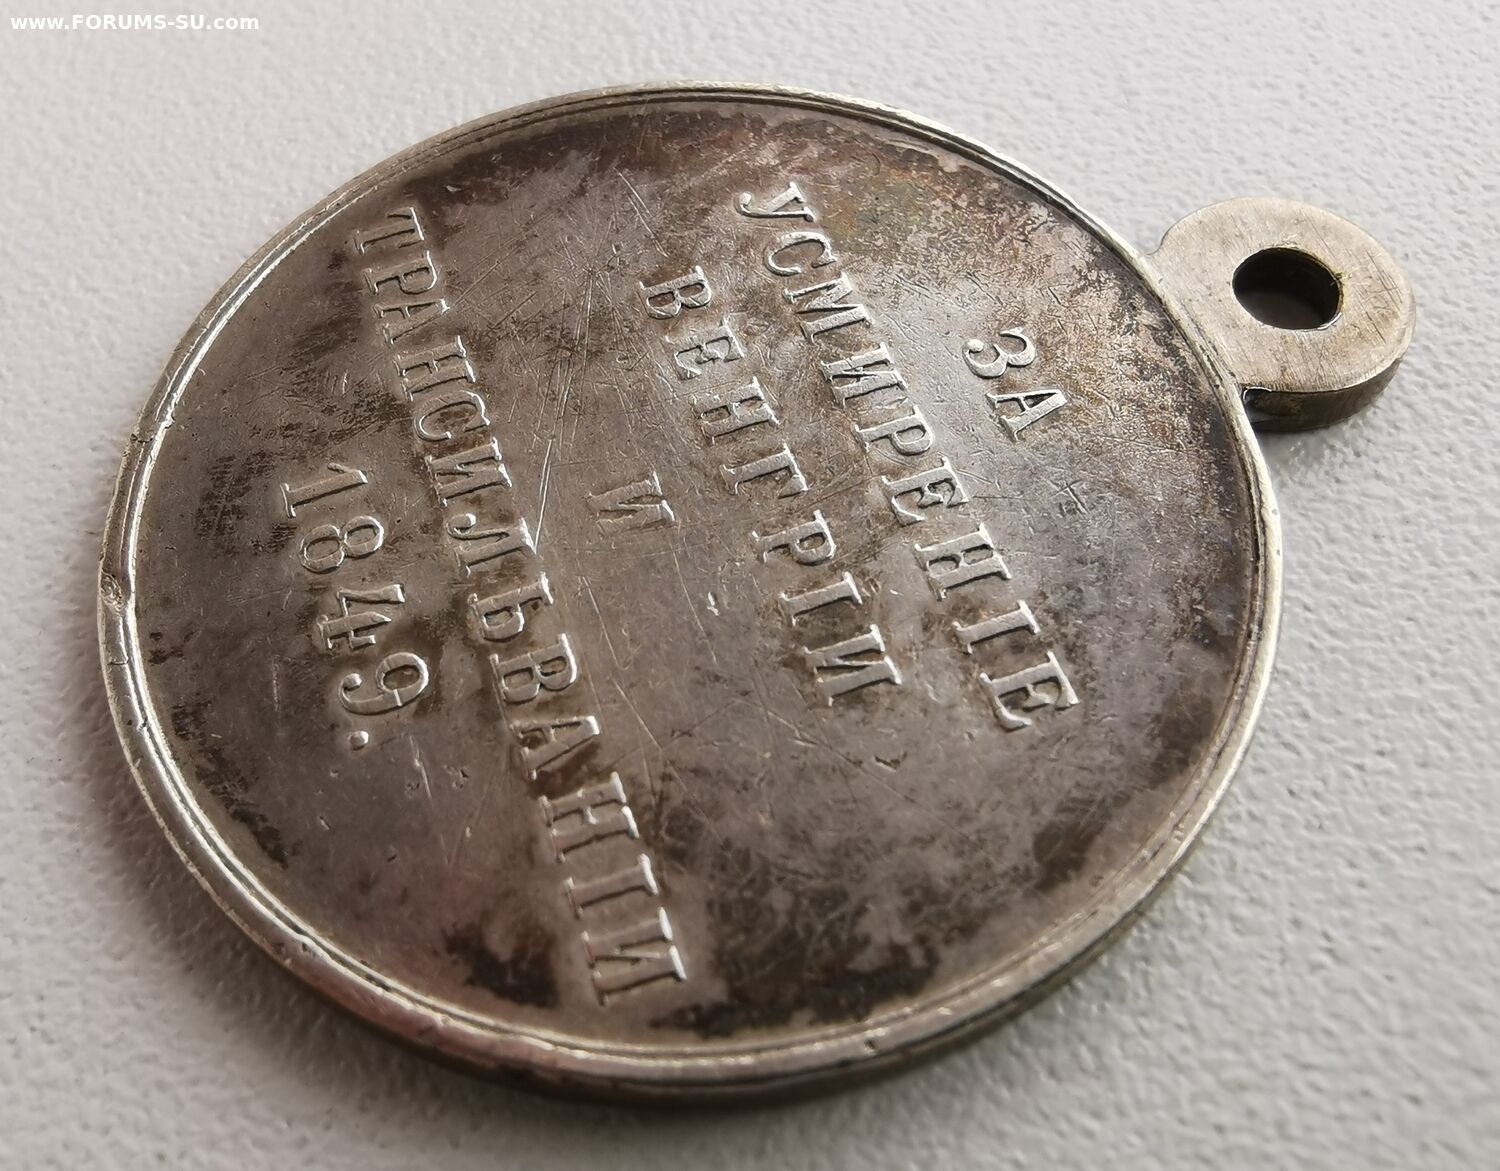 www.FORUMS-SU.com
ЗА
УСМИРЕНІЕ
ВЕНГРІИ
И
ТРАНСИЛЬВАНІИ
1849.